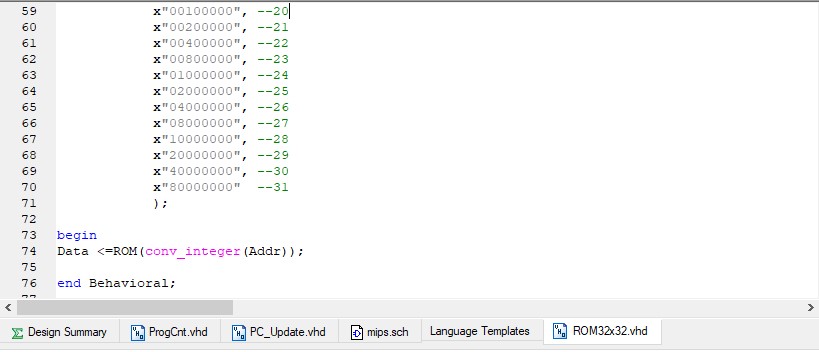 59 x"00100000", --20
60 x"00200000", --21
61 x"00400000", --22
62 x"00800000", --23
63 x"01000000", --24
64 x"02000000", --25
65 x"04000000", --26
66 x"08000000", --27
67 x"10000000", --28
68 x"20000000", --29
69 x"40000000", --30
70 x"80000000" --31
71 );
72
73 begin
74 Data <=ROM(conv_integer(Addr));
75
76 end Behavioral;
77
Design Summary ProgCnt.vhd PC_Update.vhd mips.sch Language Templates ROM32x32.vhd